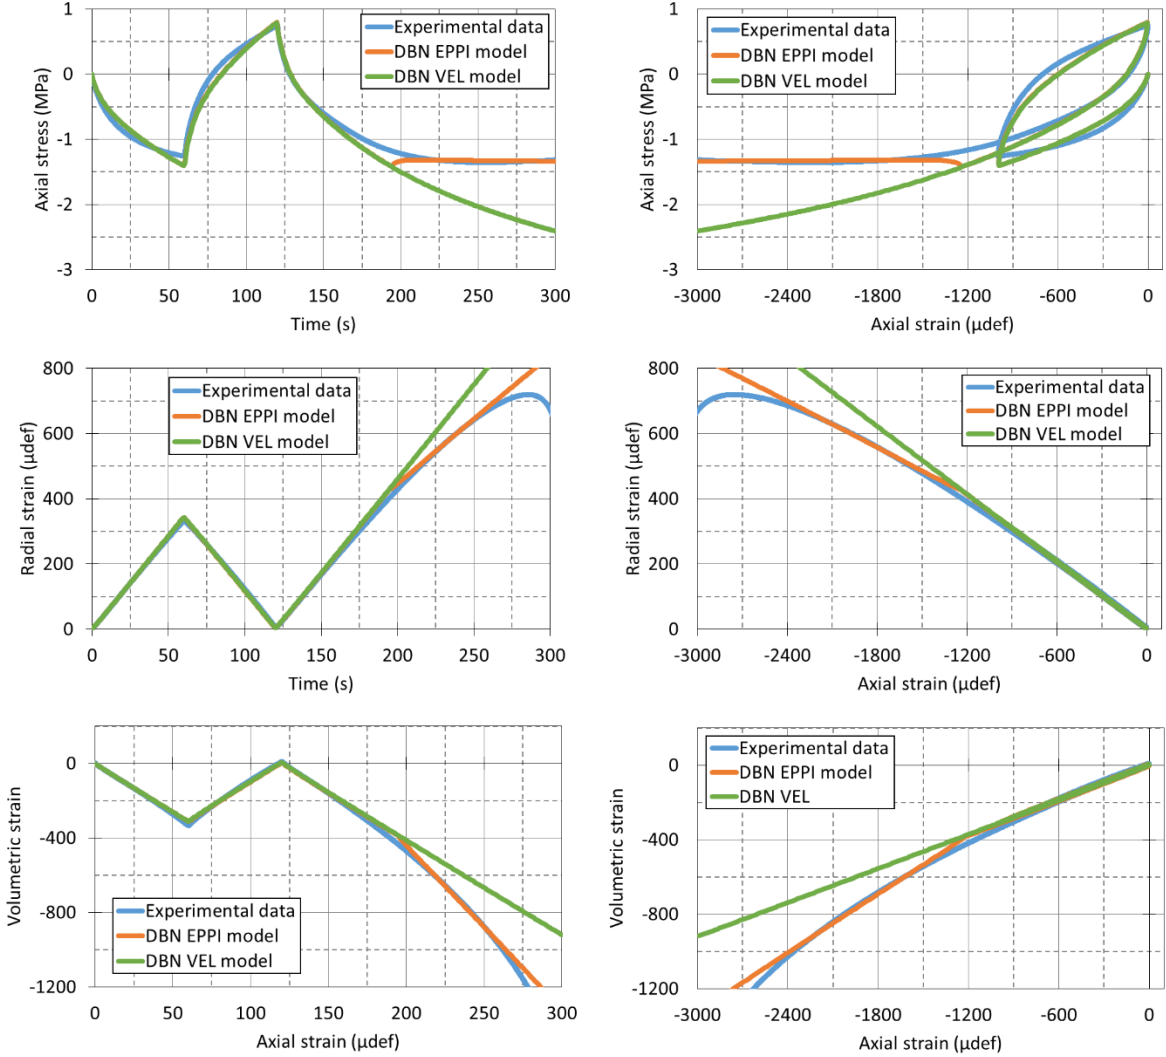 1
0
-1
-2
-3
Axial stress (MPa)
Experimental data
DBN EPPI model
DBN VEL model
0 50 100 150 200 250 300
Time (s)
1
0
-1
-2
-3
Axial stress (MPa)
Experimental data
DBN EPPI model
DBN VEL model
-3000 -2400 -1800 -1200 -600 0
Axial strain (µdef)
800
600
400
200
0
Radial strain (µdef)
Experimental data
DBN EPPI model
DBN VEL model
0 50 100 150 200 250 300
Time (s)
800
600
400
200
0
Radial strain (µdef)
Experimental data
DBN EPPI model
DBN VEL model
-3000 -2400 -1800 -1200 -600 0
Axial strain (µdef)
0
-400
-800
-1200
Volumetric strain
Experimental data
DBN EPPI model
DBN VEL model
0 50 100 150 200 250 300
Axial strain (µdef)
0
-400
-800
-1200
Volumetric strain
Experimental data
DBN EPPI model
DBN VEL
-3000 -2400 -1800 -1200 -600 0
Axial strain (µdef)